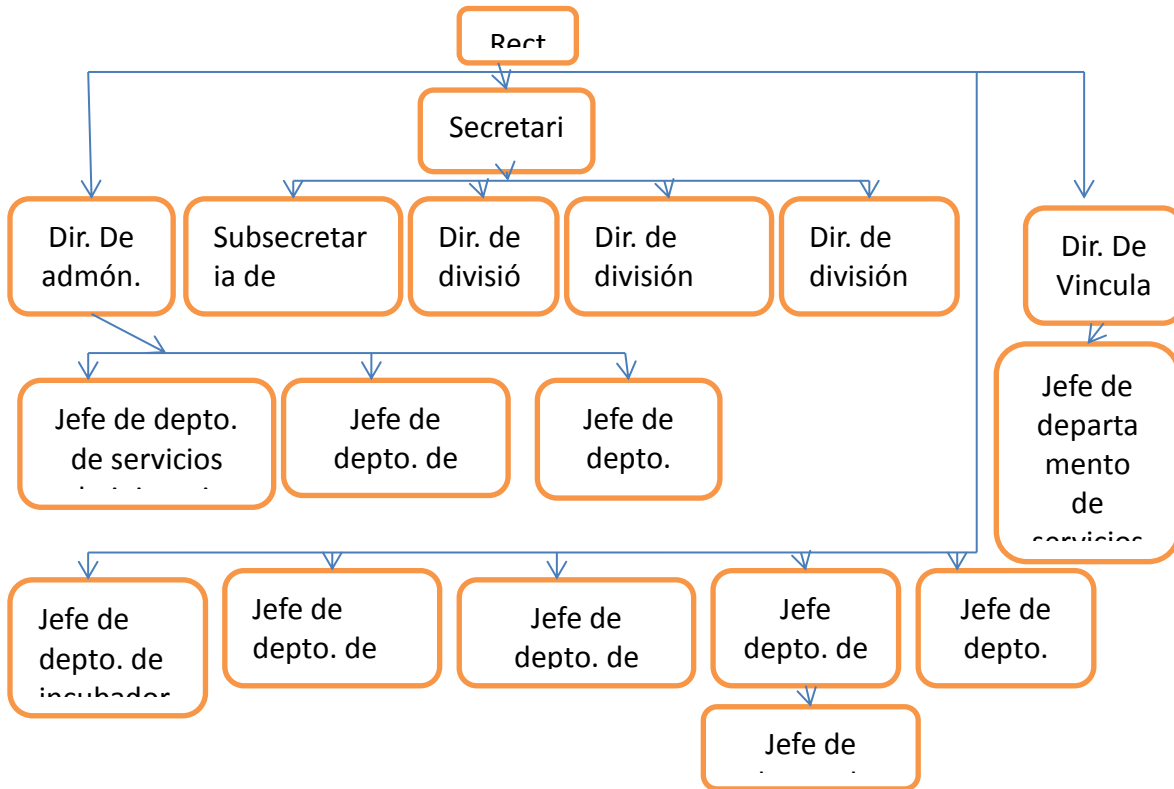 Rect
Secretari
Dir. De
admón.
Subsecretar
ia de
Dir. de
divisió
Dir. de
división
Dir. de
división
Dir. De
Vincula
Jefe de depto.
de servicios
Jefe de
depto. de
Jefe de
depto.
Jefe de
departa
mento
de
servicios
Jefe de
depto. de
incubador
Jefe de
depto. de
Jefe de
depto. de
Jefe
depto. de
Jefe de
depto.
Jefe de